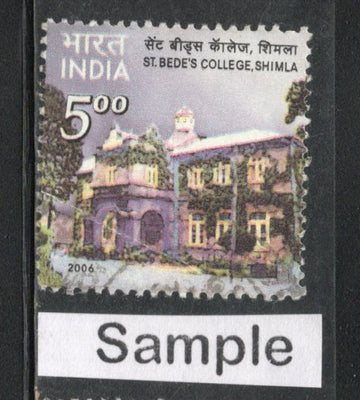 भारत
INDIA
सेंट बीड्स कॅालेज, शिमला
ST. BEDE'S COLLEGE, SHIMLA
5.00
2006
Sample